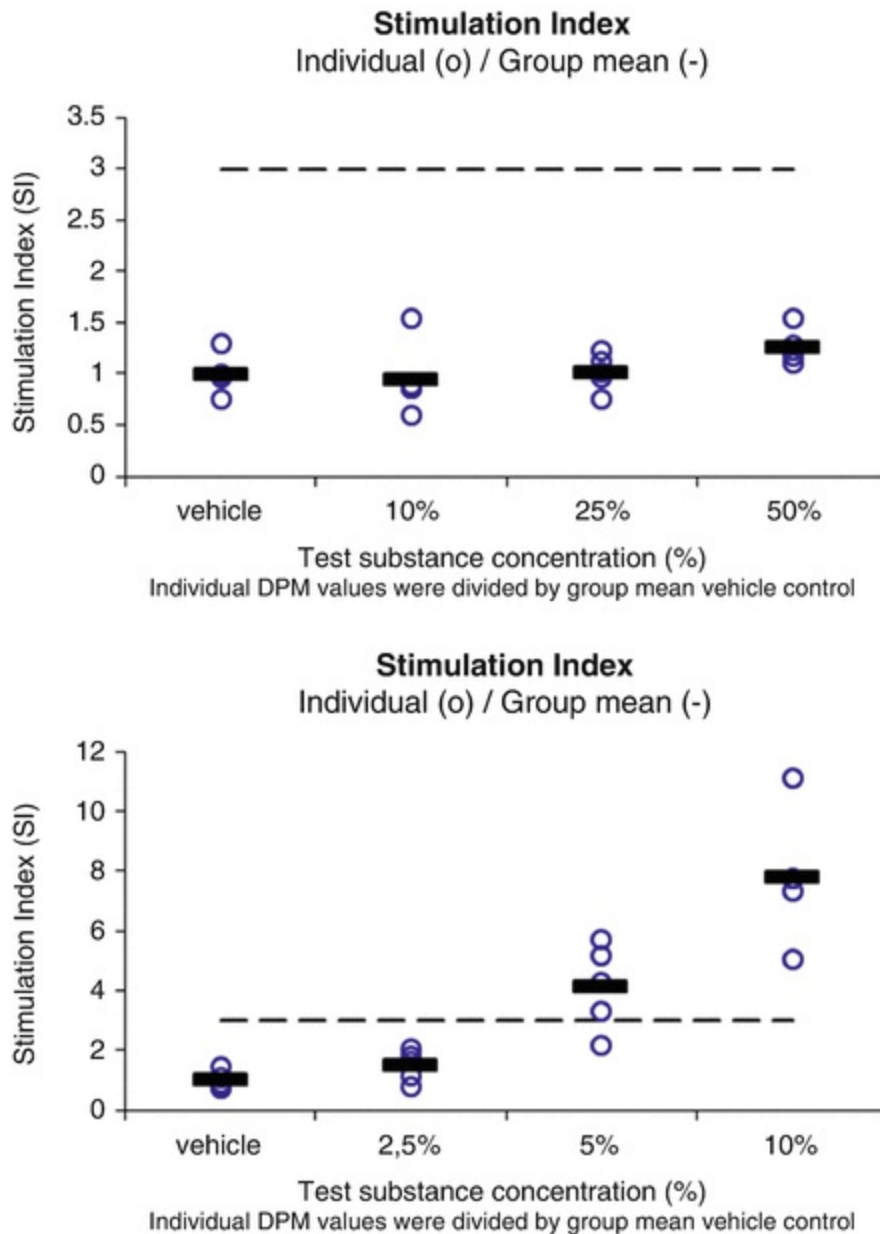 Stimulation Index
Individual (o) / Group mean (-)
Stimulation Index (SI)
3.5
3
2.5
2
1.5
1
0.5
0
vehicle 10% 25% 50%
Test substance concentration (%)
Individual DPM values were divided by group mean vehicle control
Stimulation Index
Individual (o) / Group mean (-)
Stimulation Index (SI)
12
10
8
6
4
2
0
vehicle 2,5% 5% 10%
Test substance concentration (%)
Individual DPM values were divided by group mean vehicle control